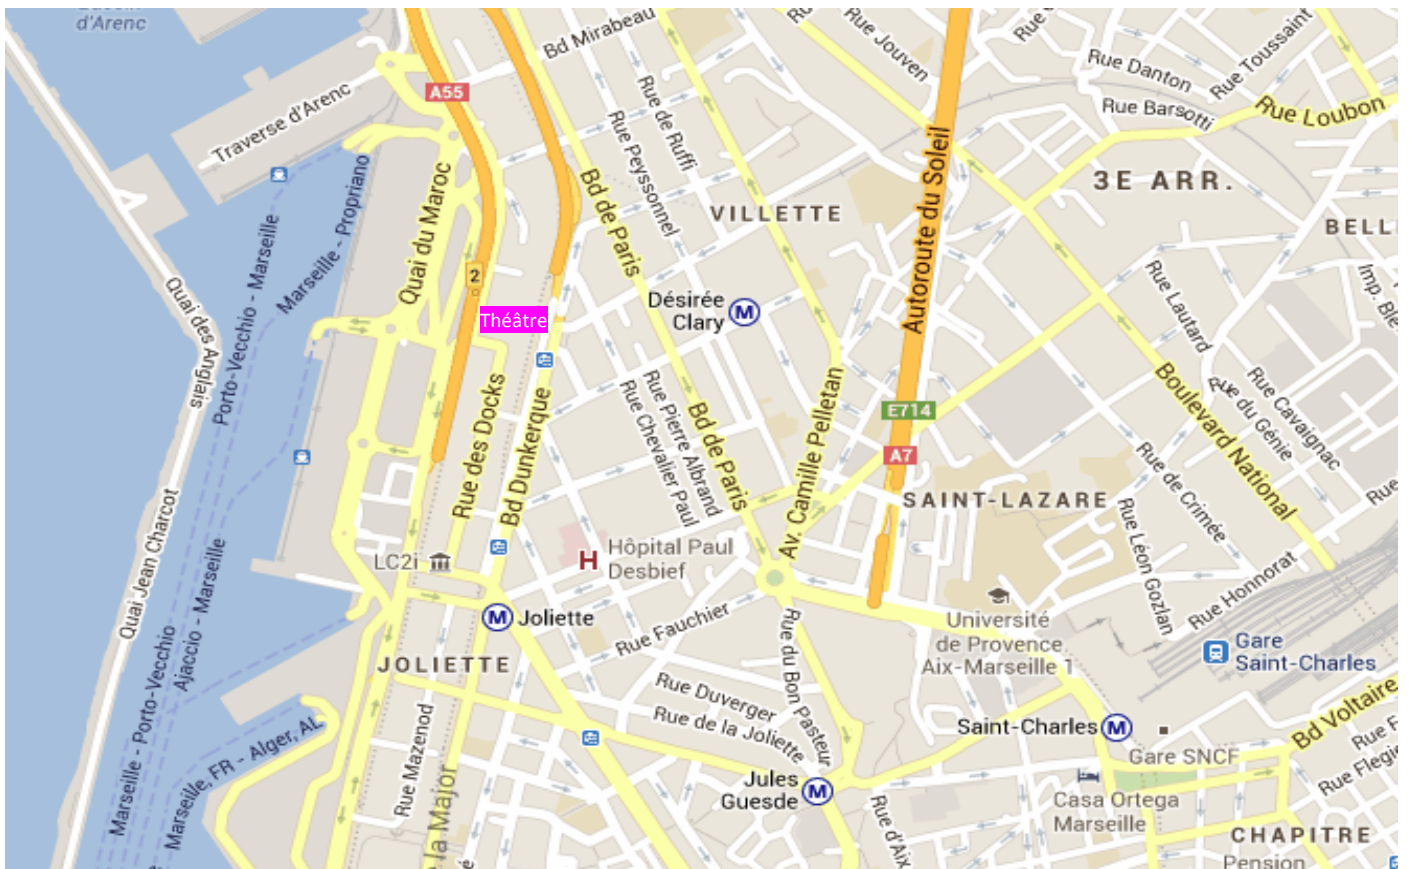 d'Arenc
Bd Mirabeau
Rue Jouven
Rue Danton
Rue Toussaint
Rue Barsotti
Rue Loubon
A55
Traverse d'Arenc
Rue de Ruffi
Rue Peyssonnel
Autoroute du Soleil
3E ARR.
Quai du Maroc
Marseille - Propriano
Porto-Vecchio - Marseille
Bd de Paris
VILLETTE
BELL
Quai des Anglais
2
Théâtre
Désirée
Clary
M
Rue Lautard
Imp. Ble
Rue des Docks
Bd Dunkerque
Rue Pierre Albrand
Rue Chevalier Paul
Bd de Paris
Av. Camille Pelletan
E714
A7
Boulevard National
Rue du Génie
Rue Cavaignac
Rue de Crimée
Rue
SAINT-LAZARE
Rue Léon Gozlan
Quai Jean Charcot
Ajaccio - Marseille
Marseille - Porto-Vecchio
LC2i
H
Hôpital Paul
Desbief
Rue Honnorat
M
Joliette
Rue Fauchier
Rue du Bon Pasteur
Université
de Provence
Aix-Marseille 1
Gare
Saint-Charles
JOLIETTE
Rue Duverger
Rue de la Joliette
Rue Mazenod
Marseille, FR - Alger, AL
Saint-Charles
M
Gare SNCF
Bd Voltaire
Rue F
Rue Flegie
Jules
Guesde
M
Casa Ortega
Marseille
Rue d'Aix
e la Major
CHAPITRE
Pension